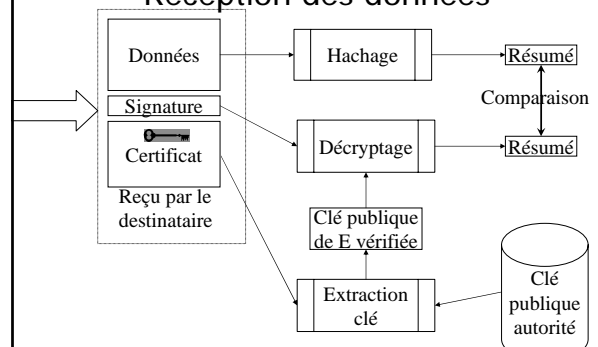 Réception des données
Données
Hachage
Résumé
Signature
Comparaison
Certificat
Décryptage
Résumé
Reçu par le
destinataire
Clé publique
de E vérifiée
Extraction
clé
Clé
publique
autorité